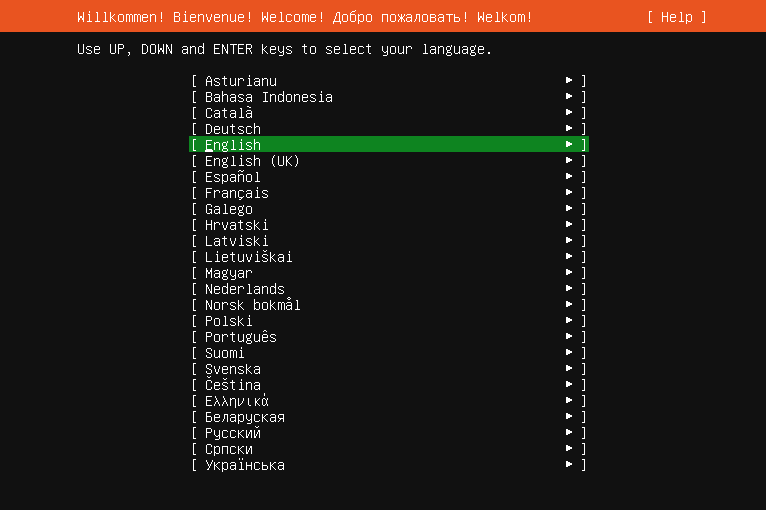 Willkommen! Bienvenue! Welcome! Добро пожаловать! Welkom! [ Help ]
Use UP, DOWN and ENTER keys to select your language.
[ Asturianu ▸ ]
[ Bahasa Indonesia ▸ ]
[ Català ▸ ]
[ Deutsch ▸ ]
[ English ▸ ]
[ English (UK) ▸ ]
[ Español ▸ ]
[ Français ▸ ]
[ Galego ▸ ]
[ Hrvatski ▸ ]
[ Latviski ▸ ]
[ Lietuviškai ▸ ]
[ Magyar ▸ ]
[ Nederlands ▸ ]
[ Norsk bokmål ▸ ]
[ Polski ▸ ]
[ Português ▸ ]
[ Suomi ▸ ]
[ Svenska ▸ ]
[ Čeština ▸ ]
[ Ελληνικά ▸ ]
[ Беларуская ▸ ]
[ Русский ▸ ]
[ Српски ▸ ]
[ Українська ▸ ]